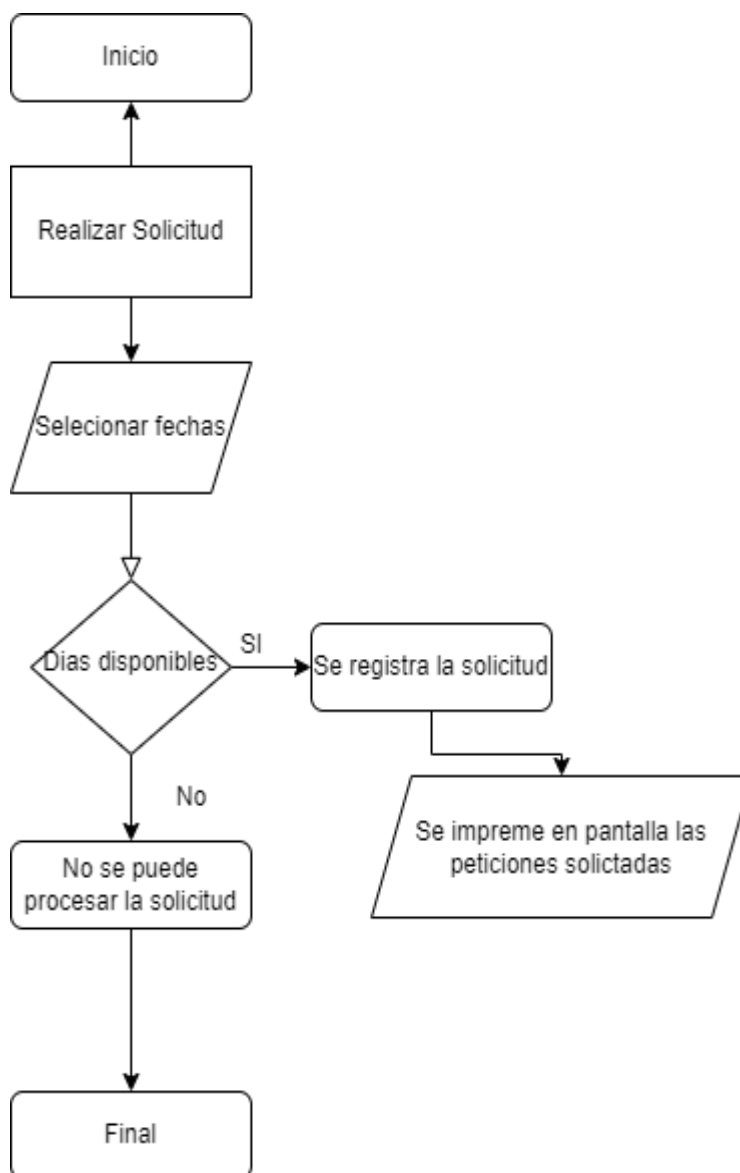 Inicio
Realizar Solicitud
Selecionar fechas
Dias disponibles
SI
Se registra la solicitud
No
Se impreme en pantalla las
peticiones solictadas
No se puede
procesar la solicitud
Final